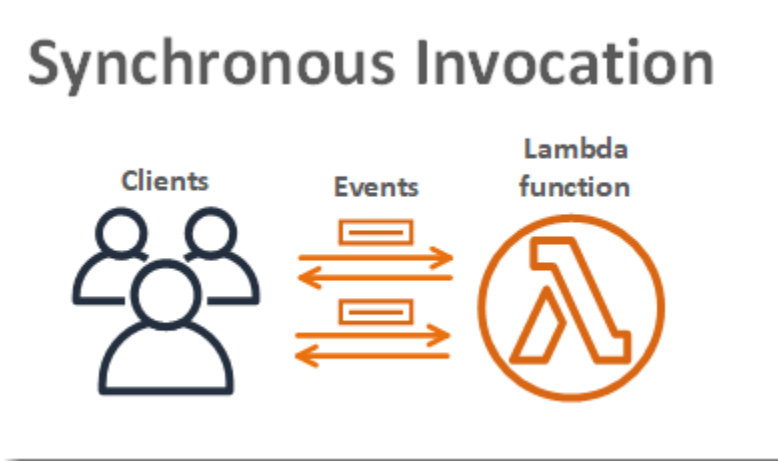 Synchronous Invocation
Clients
Events
Lambda
function